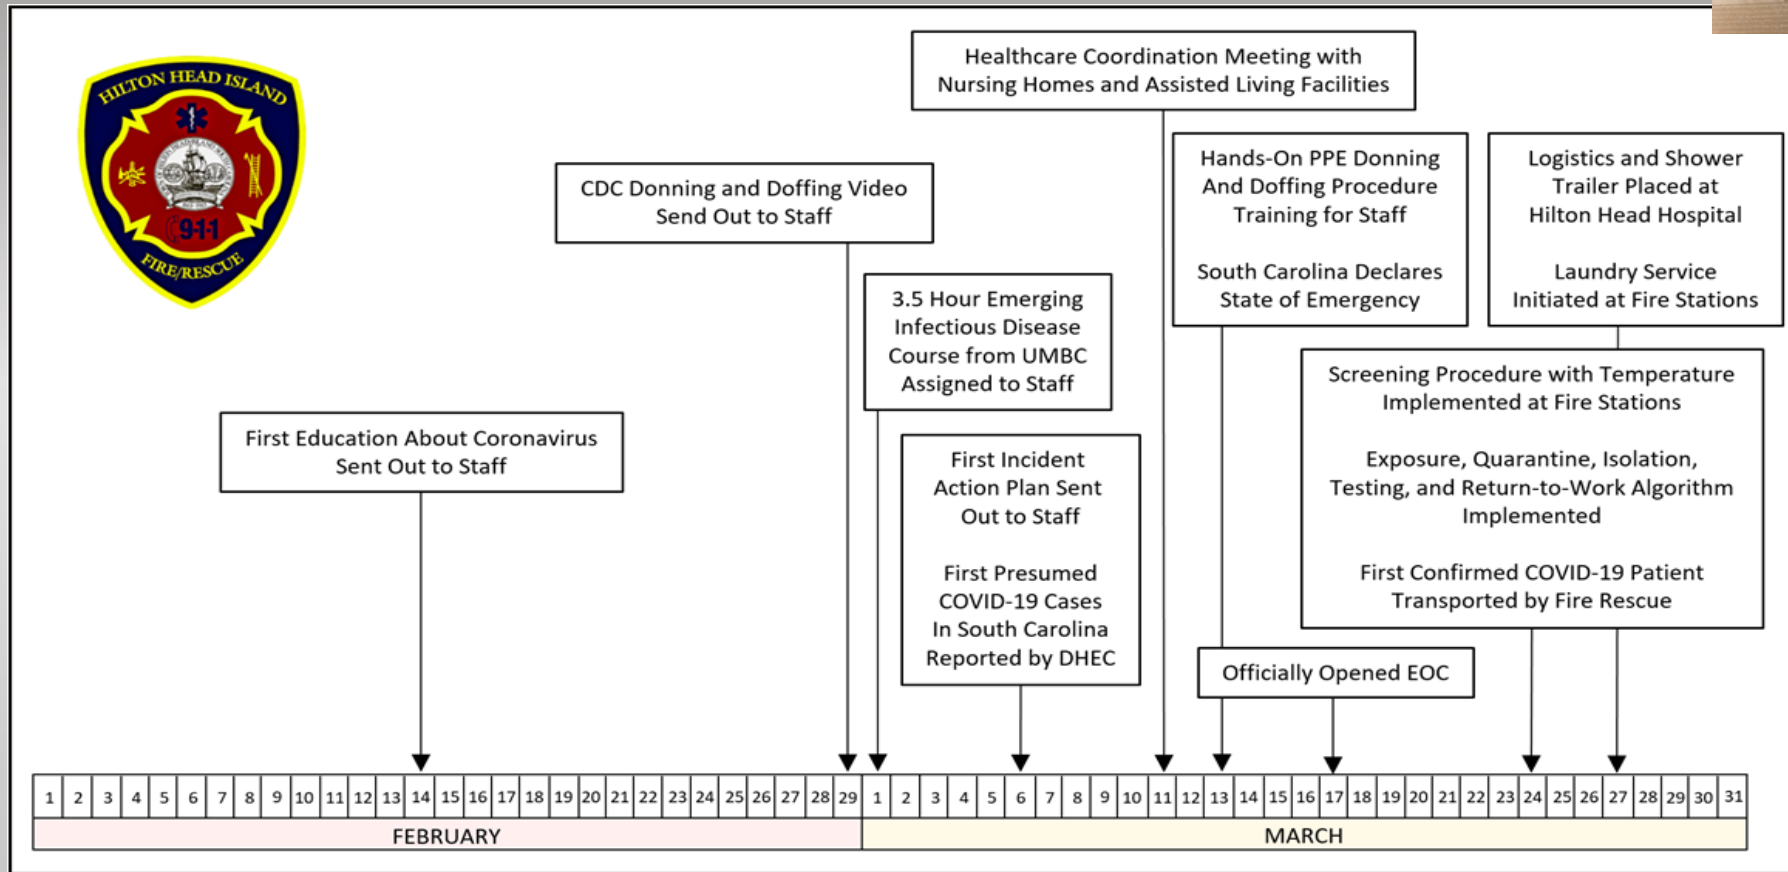 HILTON HEAD ISLAND
911
FIRE/RESCUE
Healthcare Coordination Meeting with
Nursing Homes and Assisted Living Facilities
CDC Donning and Doffing Video
Send Out to Staff
Hands-On PPE Donning
And Doffing Procedure
Training for Staff
South Carolina Declares
State of Emergency
Logistics and Shower
Trailer Placed at
Hilton Head Hospital
Laundry Service
Initiated at Fire Stations
3.5 Hour Emerging
Infectious Disease
Course from UMBC
Assigned to Staff
Screening Procedure with Temperature
Implemented at Fire Stations
Exposure, Quarantine, Isolation,
Testing, and Return-to-Work Algorithm
Implemented
First Confirmed COVID-19 Patient
Transported by Fire Rescue
First Education About Coronavirus
Sent Out to Staff
First Incident
Action Plan Sent
Out to Staff
First Presumed
COVID-19 Cases
In South Carolina
Reported by DHEC
Officially Opened EOC
1 2 3 4 5 6 7 8 9 10 11 12 13 14 15 16 17 18 19 20 21 22 23 24 25 26 27 28 29 1 2 3 4 5 6 7 8 9 10 11 12 13 14 15 16 17 18 19 20 21 22 23 24 25 26 27 28 29 30 31
FEBRUARY MARCH